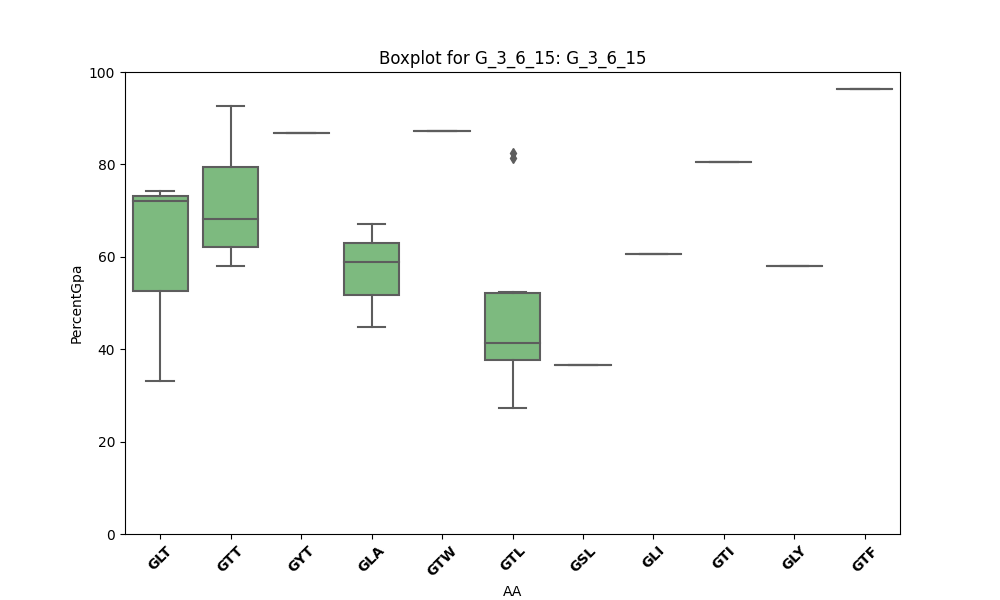 Boxplot for G_3_6_15: G_3_6_15
100
80
60
40
20
0
PercentGpa
GLT GTT GYT GLA GTW GTL GSL GLI GTI GLY GTF
AA